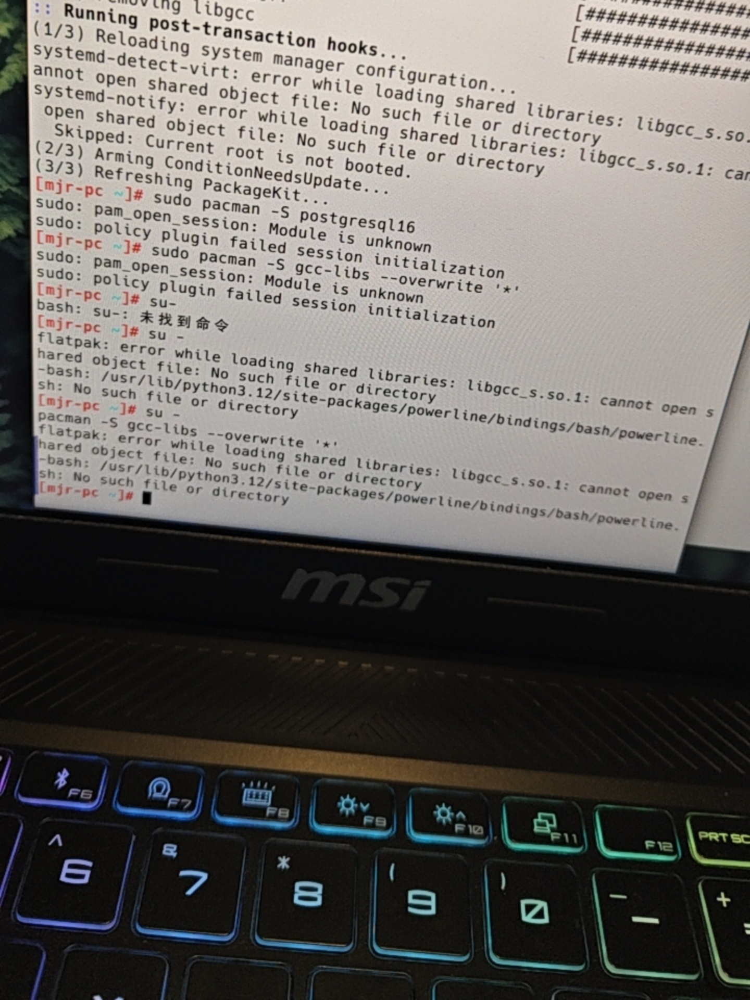 removing libgcc
[###############
[################
[################
[#################
:: Running post-transaction hooks...
(1/3) Reloading system manager configuration...
systemd-detect-virt: error while loading shared libraries: libgcc_s.so.
annot open shared object file: No such file or directory
systemd-notify: error while loading shared libraries: libgcc_s.so.1: can
open shared object file: No such file or directory
Skipped: Current root is not booted.
(2/3) Arming ConditionNeedsUpdate...
(3/3) Refreshing PackageKit...
[mjr-pc ~]# sudo pacman -S postgresql16
sudo: pam_open_session: Module is unknown
sudo: policy plugin failed session initialization
[mjr-pc ~]# sudo pacman -S gcc-libs --overwrite '*'
sudo: pam_open_session: Module is unknown
sudo: policy plugin failed session initialization
[mjr-pc ~]# su-
bash: su-: 未找到命令
[mjr-pc ~]# su -
flatpak: error while loading shared libraries: libgcc_s.so.1: cannot open s
hared object file: No such file or directory
-bash: /usr/lib/python3.12/site-packages/powerline/bindings/bash/powerline.
sh: No such file or directory
[mjr-pc ~]# su -
pacman -S gcc-libs --overwrite '*'
flatpak: error while loading shared libraries: libgcc_s.so.1: cannot open s
hared object file: No such file or directory
-bash: /usr/lib/python3.12/site-packages/powerline/bindings/bash/powerline.
sh: No such file or directory
[mjr-pc ~]#
msi
F6 F7 F8 F9 F10 F11 F12 PRT SC
^ & * ( ) — +
6 7 8 9 0 -